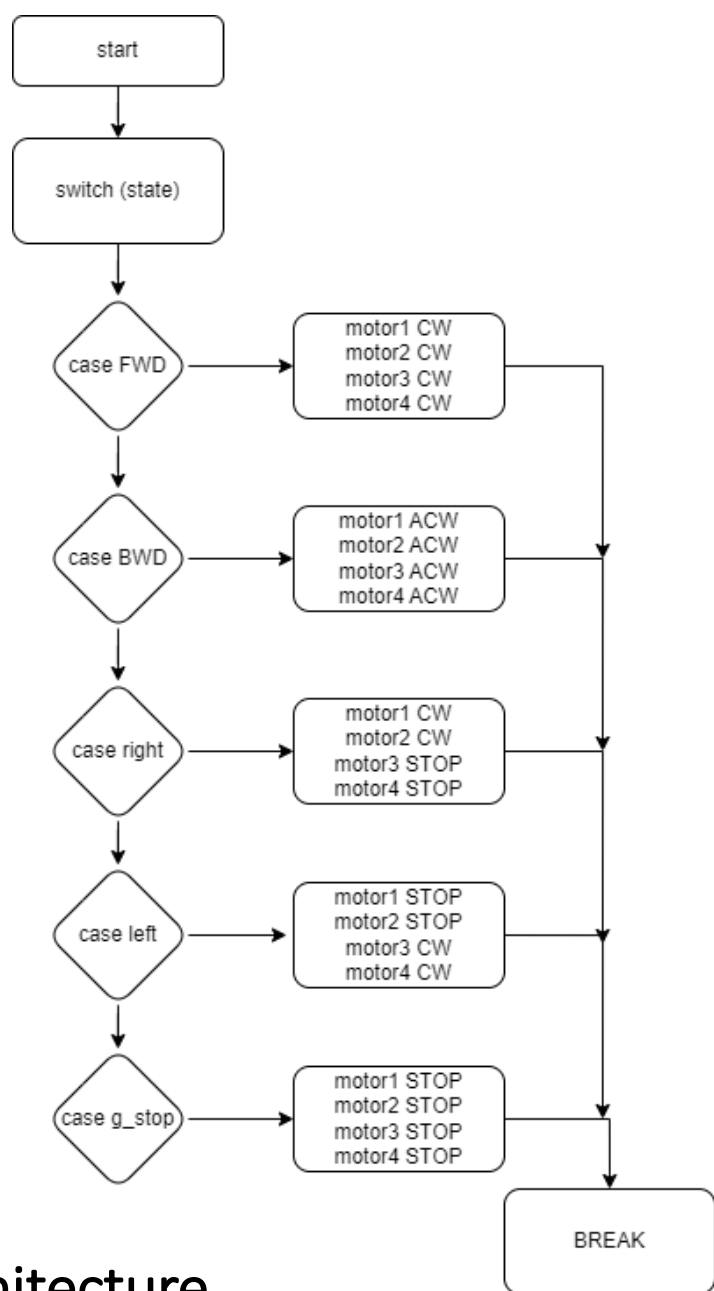 start
switch (state)
case FWD
motor1 CW
motor2 CW
motor3 CW
motor4 CW
case BWD
motor1 ACW
motor2 ACW
motor3 ACW
motor4 ACW
case right
motor1 CW
motor2 CW
motor3 STOP
motor4 STOP
case left
motor1 STOP
motor2 STOP
motor3 CW
motor4 CW
case g_stop
motor1 STOP
motor2 STOP
motor3 STOP
motor4 STOP
BREAK